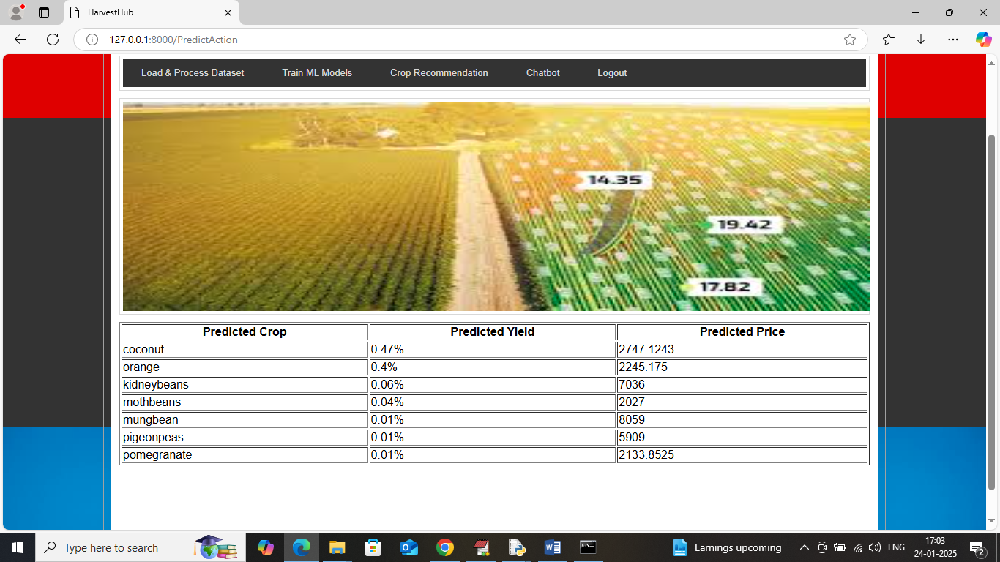 HarvestHub
127.0.0.1:8000/PredictAction
Load & Process Dataset Train ML Models Crop Recommendation Chatbot Logout
14.35
19.42
17.82
Predicted Crop Predicted Yield Predicted Price
coconut 0.47% 2747.1243
orange 0.4% 2245.175
kidneybeans 0.06% 7036
mothbeans 0.04% 2027
mungbean 0.01% 8059
pigeonpeas 0.01% 5909
pomegranate 0.01% 2133.8525
Type here to search Earnings upcoming ENG 17:03
24-01-2025 2